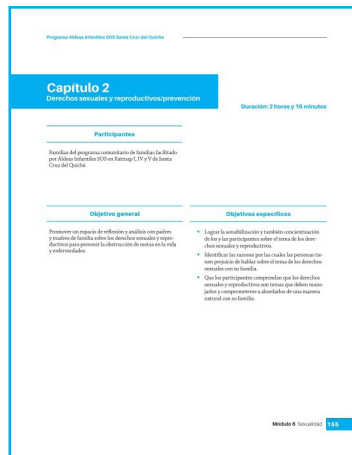 Programa Aldeas Infantiles SOS Santa Cruz del Quiché
Capítulo 2
Derechos sexuales y reproductivos/prevención
Duración: 2 horas y 15 minutos
Participantes
Familias del programa comunitario de familias facilitado
por Aldeas Infantiles SOS en Xatinap I, IV y V de Santa
Cruz del Quiché.
Objetivo general
Promover un espacio de reflexión y análisis con padres
y madres de familia sobre los derechos sexuales y repro-
ductivos para prevenir la obstrucción de metas en la vida
y enfermedades.
Objetivos específicos
• Lograr la sensibilización y también concientización
de los y las participantes sobre el tema de los dere-
chos sexuales y reproductivos.
• Identificar las razones por las cuales las personas tie-
nen prejuicio de hablar sobre el tema de los derechos
sexuales con su familia.
• Que los participantes comprendan que los derechos
sexuales y reproductivos son temas que deben mane-
jarlos y comprometerse a abordarlos de una manera
natural con su familia.
Módulo 6 Sexualidad 155